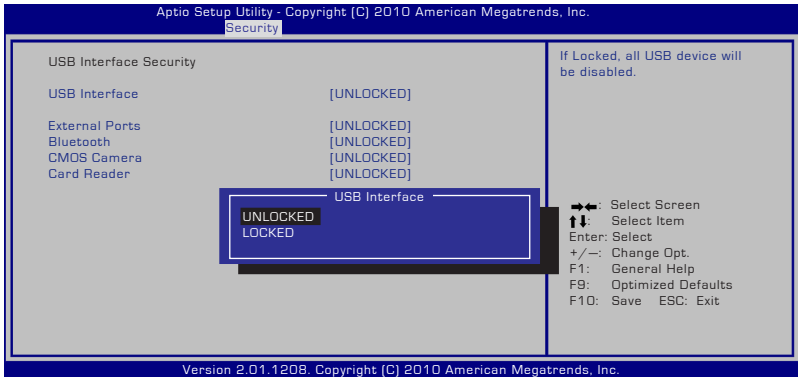 Aptio Setup Utility - Copyright (C) 2010 American Megatrends, Inc.
Security
USB Interface Security
USB Interface [UNLOCKED]
External Ports [UNLOCKED]
Bluetooth [UNLOCKED]
CMOS Camera [UNLOCKED]
Card Reader [UNLOCKED]
USB Interface
UNLOCKED
LOCKED
If Locked, all USB device will
be disabled.
→←: Select Screen
↑↓: Select Item
Enter: Select
+/—: Change Opt.
F1: General Help
F9: Optimized Defaults
F10: Save ESC: Exit
Version 2.01.1208. Copyright (C) 2010 American Megatrends, Inc.